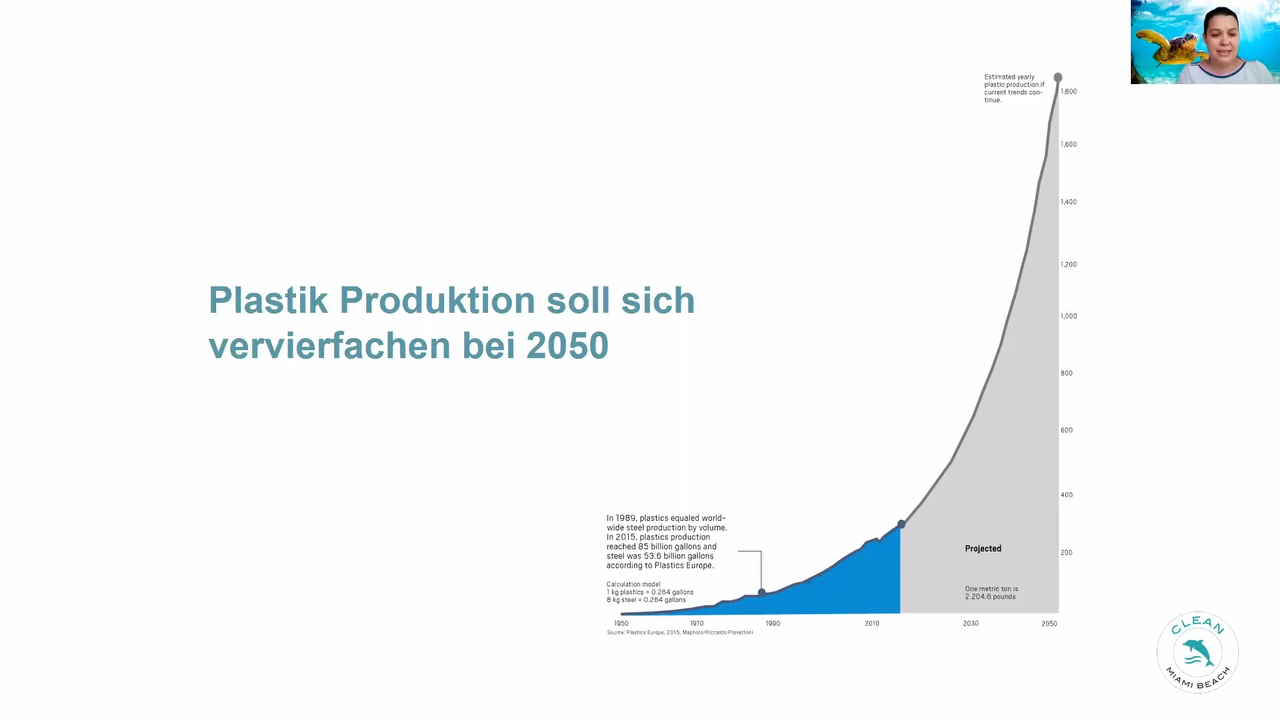 Estimated yearly
plastic production if
current trends con-
tinue.
1,800
1,600
1,400
1,200
1,000
800
600
400
200
Plastik Produktion soll sich
vervierfachen bei 2050
In 1989, plastics equaled world-
wide steel production by volume.
In 2015, plastics production
reached 85 billion gallons and
steel was 53.6 billion gallons
according to Plastics Europe.
Calculation model
1 kg plastics = 0.264 gallons
8 kg steel = 0.264 gallons
Projected
One metric ton is
2.204.6 pounds.
1950 1970 1990 2010 2030 2050
Source: Plastics Europe, 2015, Maphoto/Riccardo Pravettoni
CLEAN
MIAMI BEACH